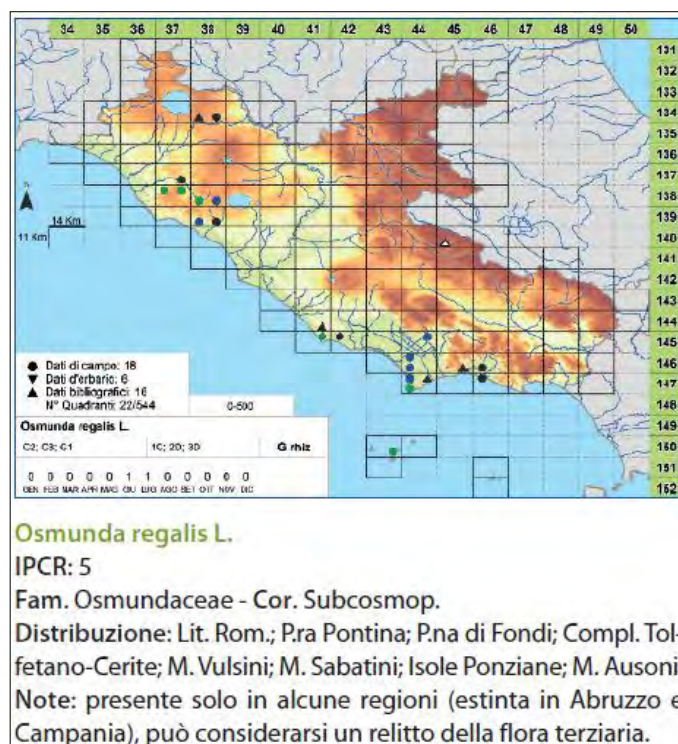 34 35 36 37 38 39 40 41 42 43 44 45 46 47 48 49 50
131
132
133
134
135
136
137
138
139
140
141
142
143
144
145
146
147
148
149
150
151
152
14 Km
11 Km
Dati di campo: 18
Dati d'erbario: 6
Dati bibliografici: 16
N° Quadranti: 22/544 0-500
Osmunda regalis L.
C2; C3; C1 1C; 2D; 3D G rhiz
0 0 0 0 0 1 1 0 0 0 0 0
GEN FEB MAR APR MAG GIU LUG AGO SET OTT NOV DIC
Osmunda regalis L.
IPCR: 5
Fam. Osmundaceae - Cor. Subcosmop.
Distribuzione: Lit. Rom.; P.ra Pontina; P.na di Fondi; Compl. Tol-
fetano-Cerite; M. Vulsini; M. Sabatini; Isole Ponziane; M. Ausoni
Note: presente solo in alcune regioni (estinta in Abruzzo e
Campania), può considerarsi un relitto della flora terziaria.